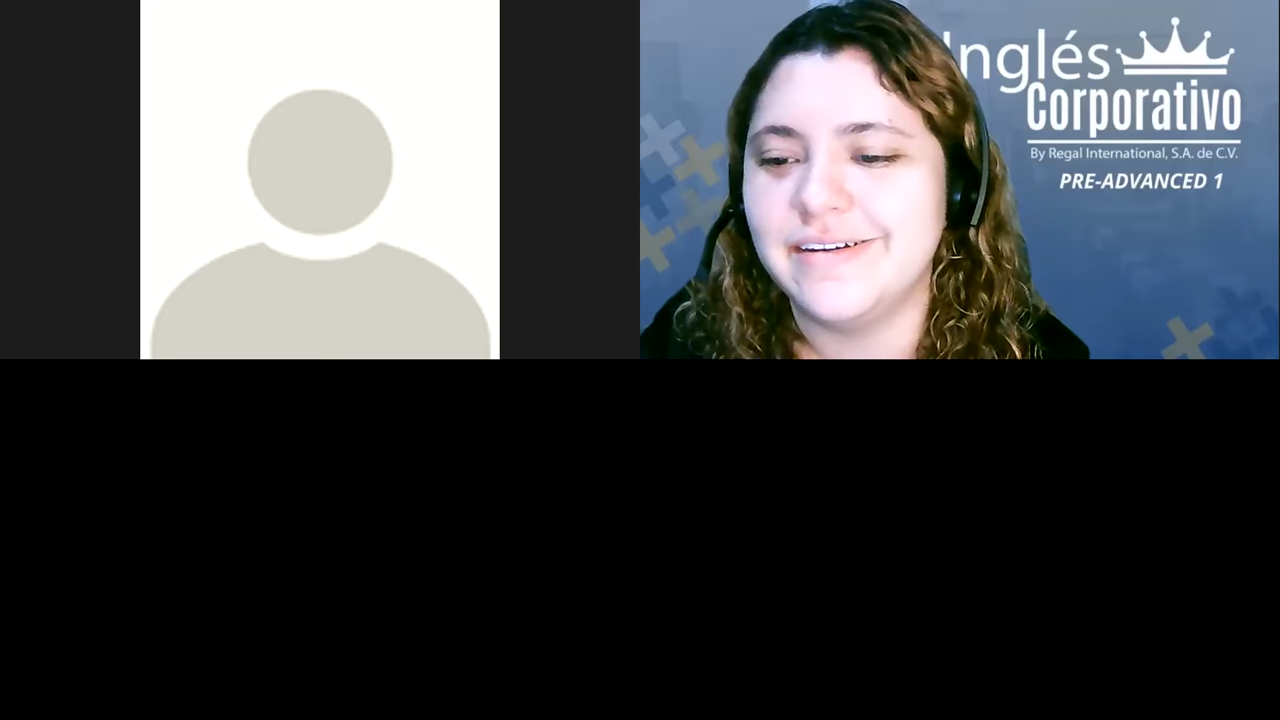 Inglés
Corporativo
By Regal International, S.A. de C.V.
PRE-ADVANCED 1